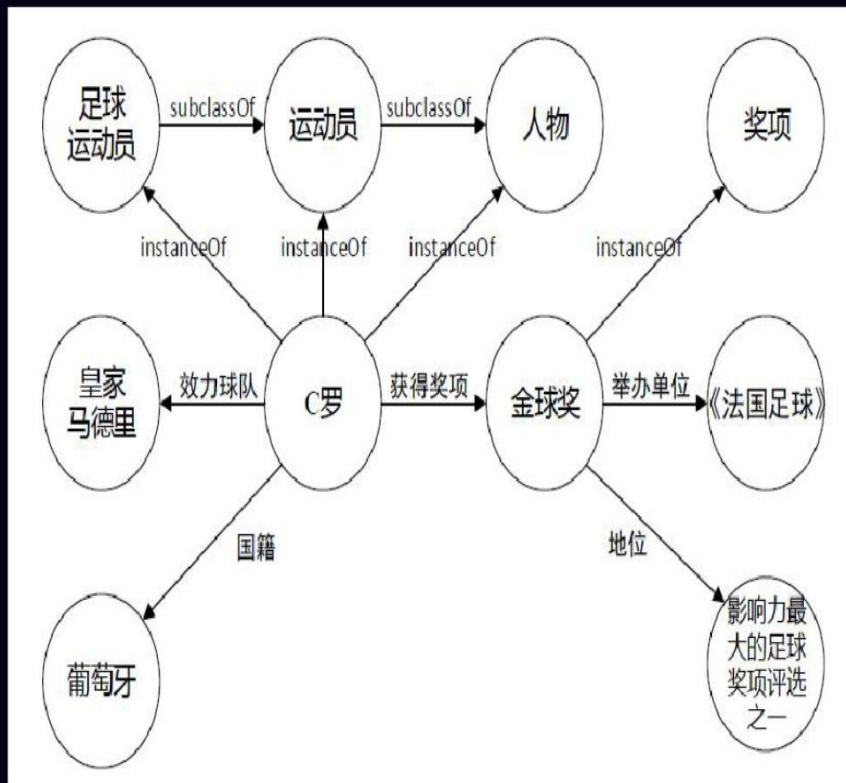 足球
运动员
subclassOf
运动员
subclassOf
人物
奖项
instanceOf
instanceOf
instanceOf
instanceOf
皇家
马德里
效力球队
C罗
获得奖项
金球奖
举办单位
《法国足球》
国籍
地位
葡萄牙
影响力最
大的足球
奖项评选
之一